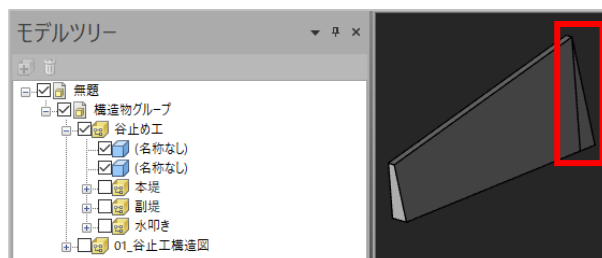 モデルツリー
無題
構造物グループ
谷止め工
(名称なし)
(名称なし)
本堤
副堤
水叩き
01_谷止工構造図